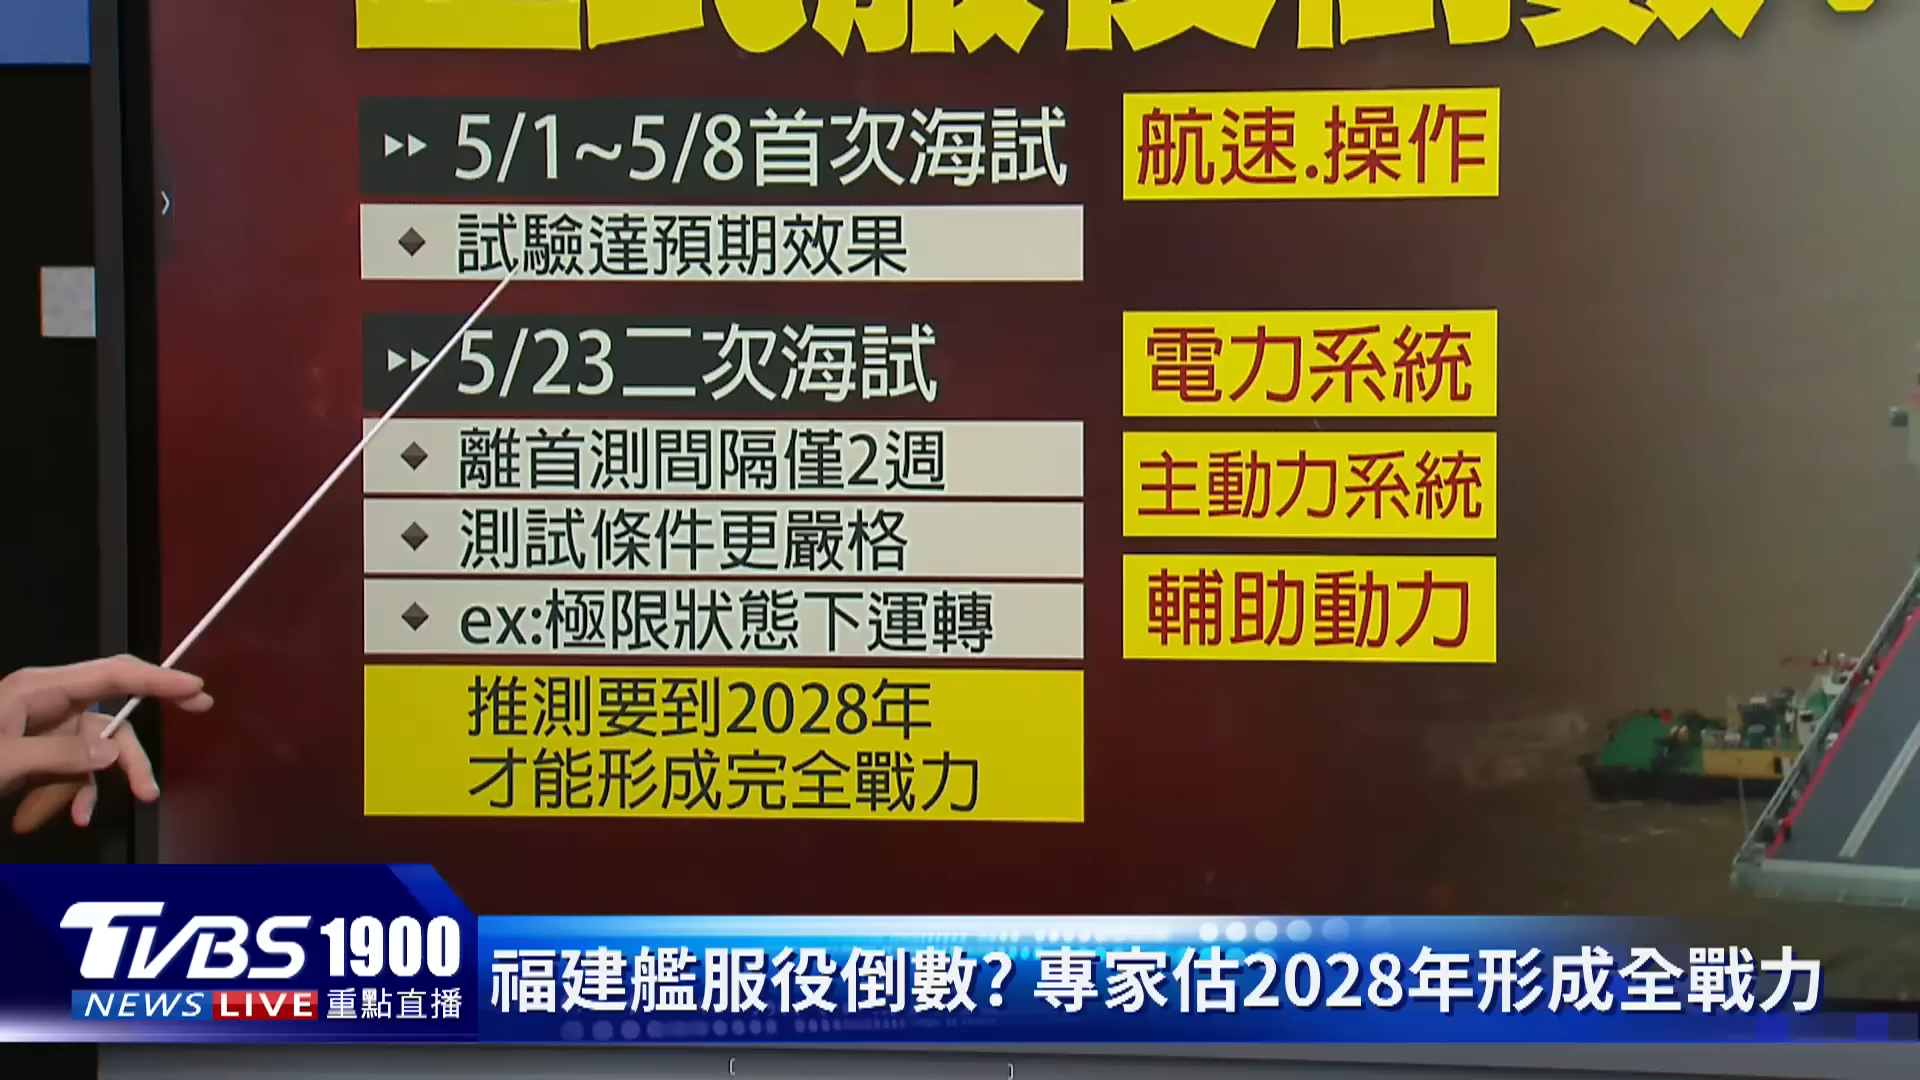 服役倒數
▸▸ 5/1~5/8首次海試
航速.操作
◆ 試驗達預期效果
▸▸ 5/23二次海試
電力系統
◆ 離首測間隔僅2週
主動力系統
◆ 測試條件更嚴格
◆ ex:極限狀態下運轉
輔助動力
推測要到2028年
才能形成完全戰力
TVBS 1900
NEWS LIVE 重點直播
福建艦服役倒數? 專家估2028年形成全戰力